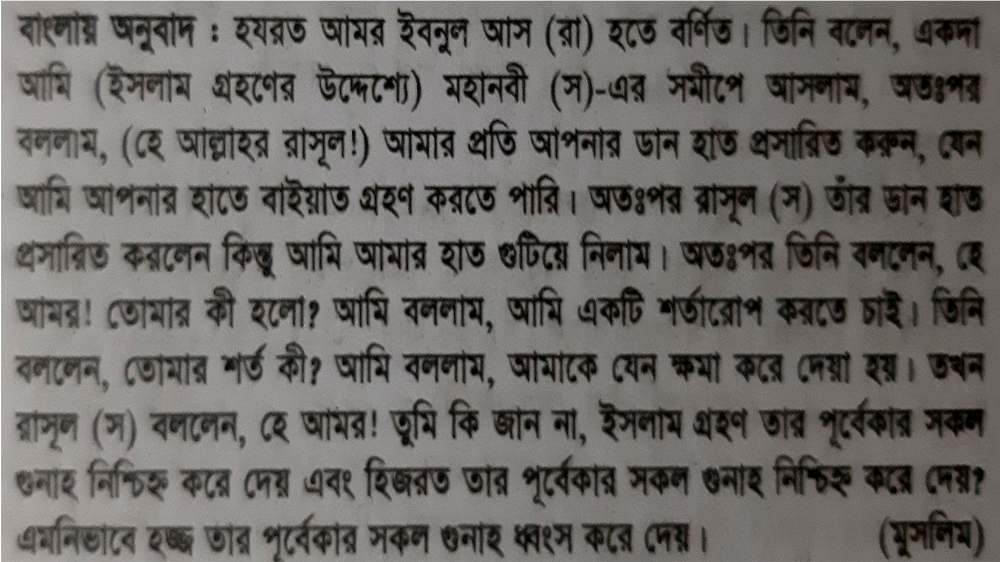 বাংলায় অনুবাদ : হযরত আমর ইবনুল আস (রা) হতে বর্ণিত। তিনি বলেন, একদা
আমি (ইসলাম গ্রহণের উদ্দেশ্যে) মহানবী (স)-এর সমীপে আসলাম, অতঃপর
বললাম, (হে আল্লাহর রাসূল!) আমার প্রতি আপনার ডান হাত প্রসারিত করুন, যেন
আমি আপনার হাতে বাইয়াত গ্রহণ করতে পারি। অতঃপর রাসূল (স) তাঁর ডান হাত
প্রসারিত করলেন কিন্তু আমি আমার হাত গুটিয়ে নিলাম। অতঃপর তিনি বললেন, হে
আমর! তোমার কী হলো? আমি বললাম, আমি একটি শর্তারোপ করতে চাই। তিনি
বললেন, তোমার শর্ত কী? আমি বললাম, আমাকে যেন ক্ষমা করে দেয়া হয়। তখন
রাসূল (স) বললেন, হে আমর! তুমি কি জান না, ইসলাম গ্রহণ তার পূর্বেকার সকল
গুনাহ নিশ্চিহ্ন করে দেয় এবং হিজরত তার পূর্বেকার সকল গুনাহ নিশ্চিহ্ন করে দেয়?
এমনিভাবে হজ্জ তার পূর্বেকার সকল গুনাহ ধ্বংস করে দেয়। (মুসলিম)